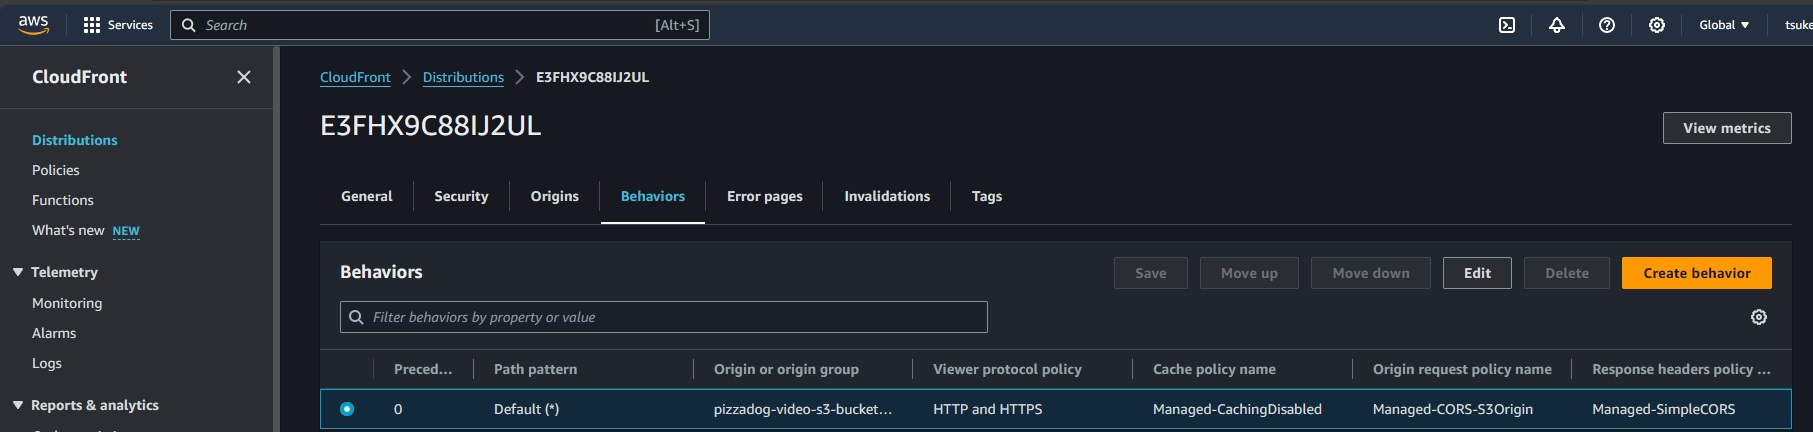 aws Services Search [Alt+S] Global tsuke
CloudFront
CloudFront Distributions E3FHX9C88IJ2UL
E3FHX9C88IJ2UL
View metrics
Distributions
Policies
Functions
What's new NEW
Telemetry
Monitoring
Alarms
Logs
Reports & analytics
General Security Origins Behaviors Error pages Invalidations Tags
Behaviors
Save Move up Move down Edit Delete Create behavior
Filter behaviors by property or value
Preced... Path pattern Origin or origin group Viewer protocol policy Cache policy name Origin request policy name Response headers policy ...
0 Default (*) pizzadog-video-s3-bucket... HTTP and HTTPS Managed-CachingDisabled Managed-CORS-S3Origin Managed-SimpleCORS